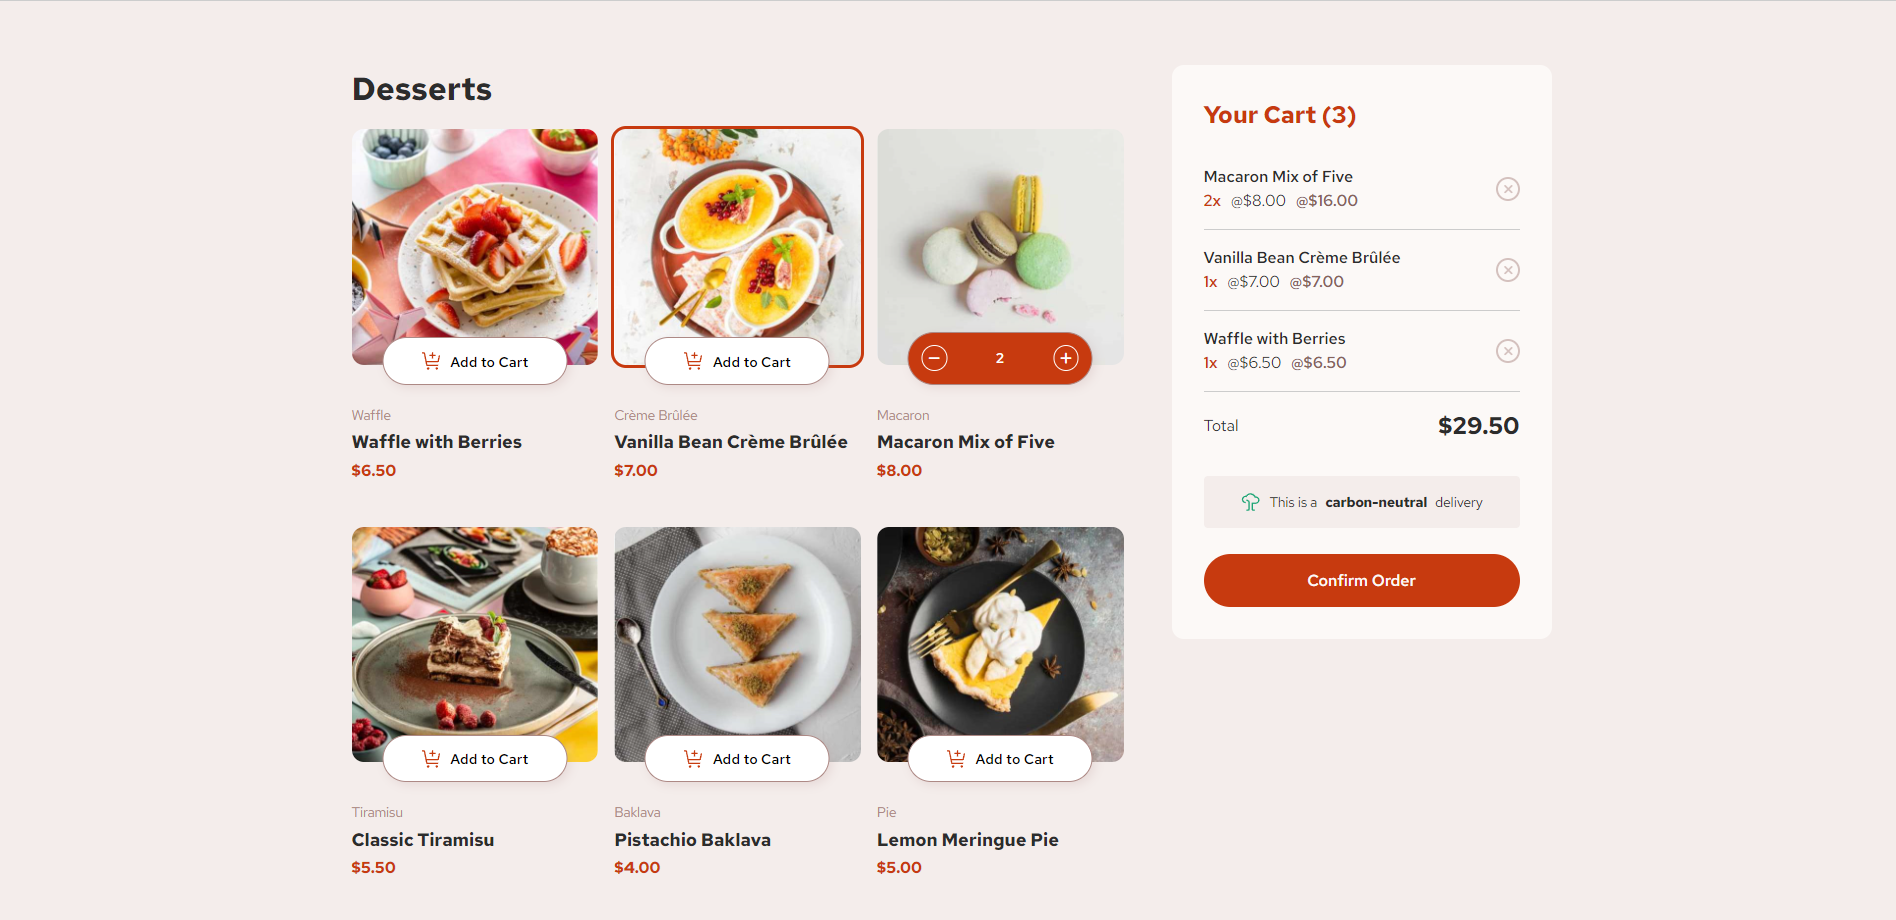 Desserts
Add to Cart
Waffle
Waffle with Berries
$6.50
Add to Cart
Crème Brûlée
Vanilla Bean Crème Brûlée
$7.00
2
Macaron
Macaron Mix of Five
$8.00
Add to Cart
Tiramisu
Classic Tiramisu
$5.50
Add to Cart
Baklava
Pistachio Baklava
$4.00
Add to Cart
Pie
Lemon Meringue Pie
$5.00
Your Cart (3)
Macaron Mix of Five
2x @$8.00 @$16.00
Vanilla Bean Crème Brûlée
1x @$7.00 @$7.00
Waffle with Berries
1x @$6.50 @$6.50
Total $29.50
This is a carbon-neutral delivery
Confirm Order